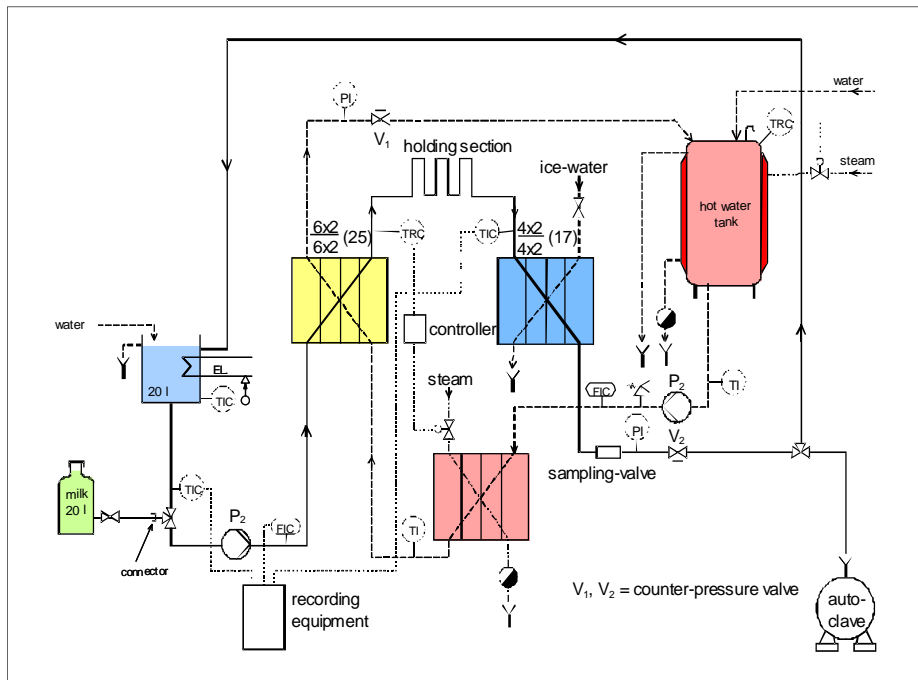 water
PI
TRC
V1
holding section
steam
ice-water
hot water
tank
6x2
6x2
(25)
TRC
TIC
4x2
4x2
(17)
water
controller
EL.
20 l
TIC
steam
FIC
P2
TI
PI
V2
sampling-valve
milk
20 l
TIC
P2
FIC
TI
connector
recording
equipment
V1, V2 = counter-pressure valve
auto-
clave